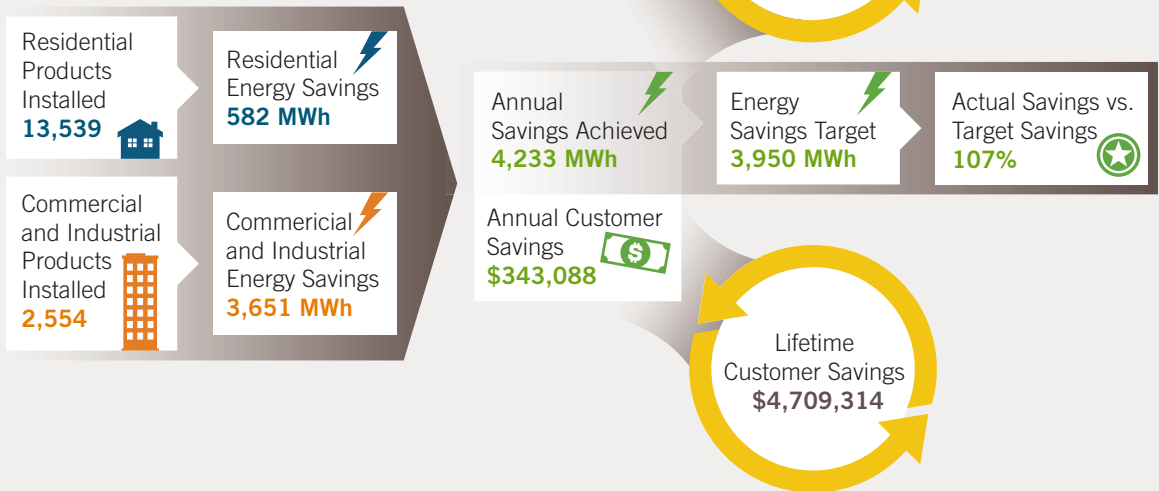 Residential
Products
Installed
13,539
Residential
Energy Savings
582 MWh
Commercial
and Industrial
Products
Installed
2,554
Commericial
and Industrial
Energy Savings
3,651 MWh
Annual
Savings Achieved
4,233 MWh
Energy
Savings Target
3,950 MWh
Actual Savings vs.
Target Savings
107%
Annual Customer
Savings
$
$343,088
Lifetime
Customer Savings
$4,709,314